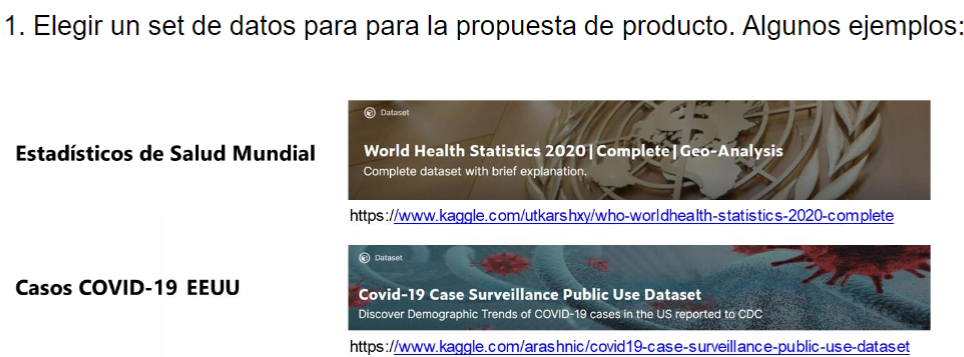 1. Elegir un set de datos para para la propuesta de producto. Algunos ejemplos:
Dataset
Estadísticos de Salud Mundial
World Health Statistics 2020|Complete|Geo-Analysis
Complete dataset with brief explanation.
https://www.kaggle.com/utkarshxy/who-worldhealth-statistics-2020-complete
Dataset
Casos COVID-19 EEUU
Covid-19 Case Surveillance Public Use Dataset
Discover Demographic Trends of COVID-19 cases in the US reported to CDC
https://www.kaggle.com/arashnic/covid19-case-surveillance-public-use-dataset